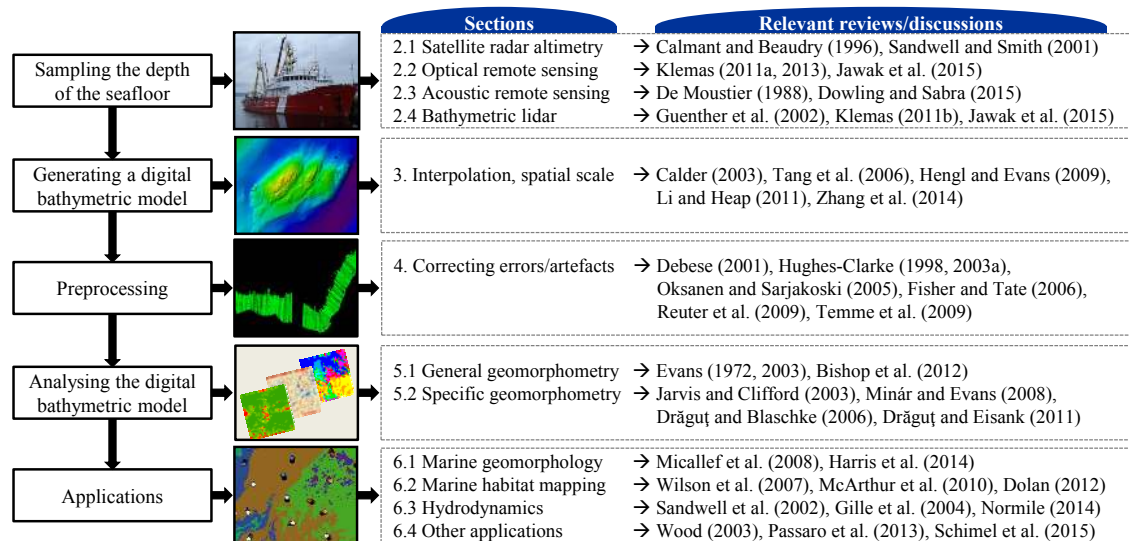 Sections
Relevant reviews/discussions
Sampling the depth
of the seafloor
2.1 Satellite radar altimetry → Calmant and Beaudry (1996), Sandwell and Smith (2001)
2.2 Optical remote sensing → Klemas (2011a, 2013), Jawak et al. (2015)
2.3 Acoustic remote sensing → De Moustier (1988), Dowling and Sabra (2015)
2.4 Bathymetric lidar → Guenther et al. (2002), Klemas (2011b), Jawak et al. (2015)
Generating a digital
bathymetric model
3. Interpolation, spatial scale → Calder (2003), Tang et al. (2006), Hengl and Evans (2009),
Li and Heap (2011), Zhang et al. (2014)
Preprocessing
4. Correcting errors/artefacts → Debese (2001), Hughes-Clarke (1998, 2003a),
Oksanen and Sarjakoski (2005), Fisher and Tate (2006),
Reuter et al. (2009), Temme et al. (2009)
Analysing the digital
bathymetric model
5.1 General geomorphometry → Evans (1972, 2003), Bishop et al. (2012)
5.2 Specific geomorphometry → Jarvis and Clifford (2003), Minár and Evans (2008),
Drăguţ and Blaschke (2006), Drăguţ and Eisank (2011)
Applications
6.1 Marine geomorphology → Micallef et al. (2008), Harris et al. (2014)
6.2 Marine habitat mapping → Wilson et al. (2007), McArthur et al. (2010), Dolan (2012)
6.3 Hydrodynamics → Sandwell et al. (2002), Gille et al. (2004), Normile (2014)
6.4 Other applications → Wood (2003), Passaro et al. (2013), Schimel et al. (2015)